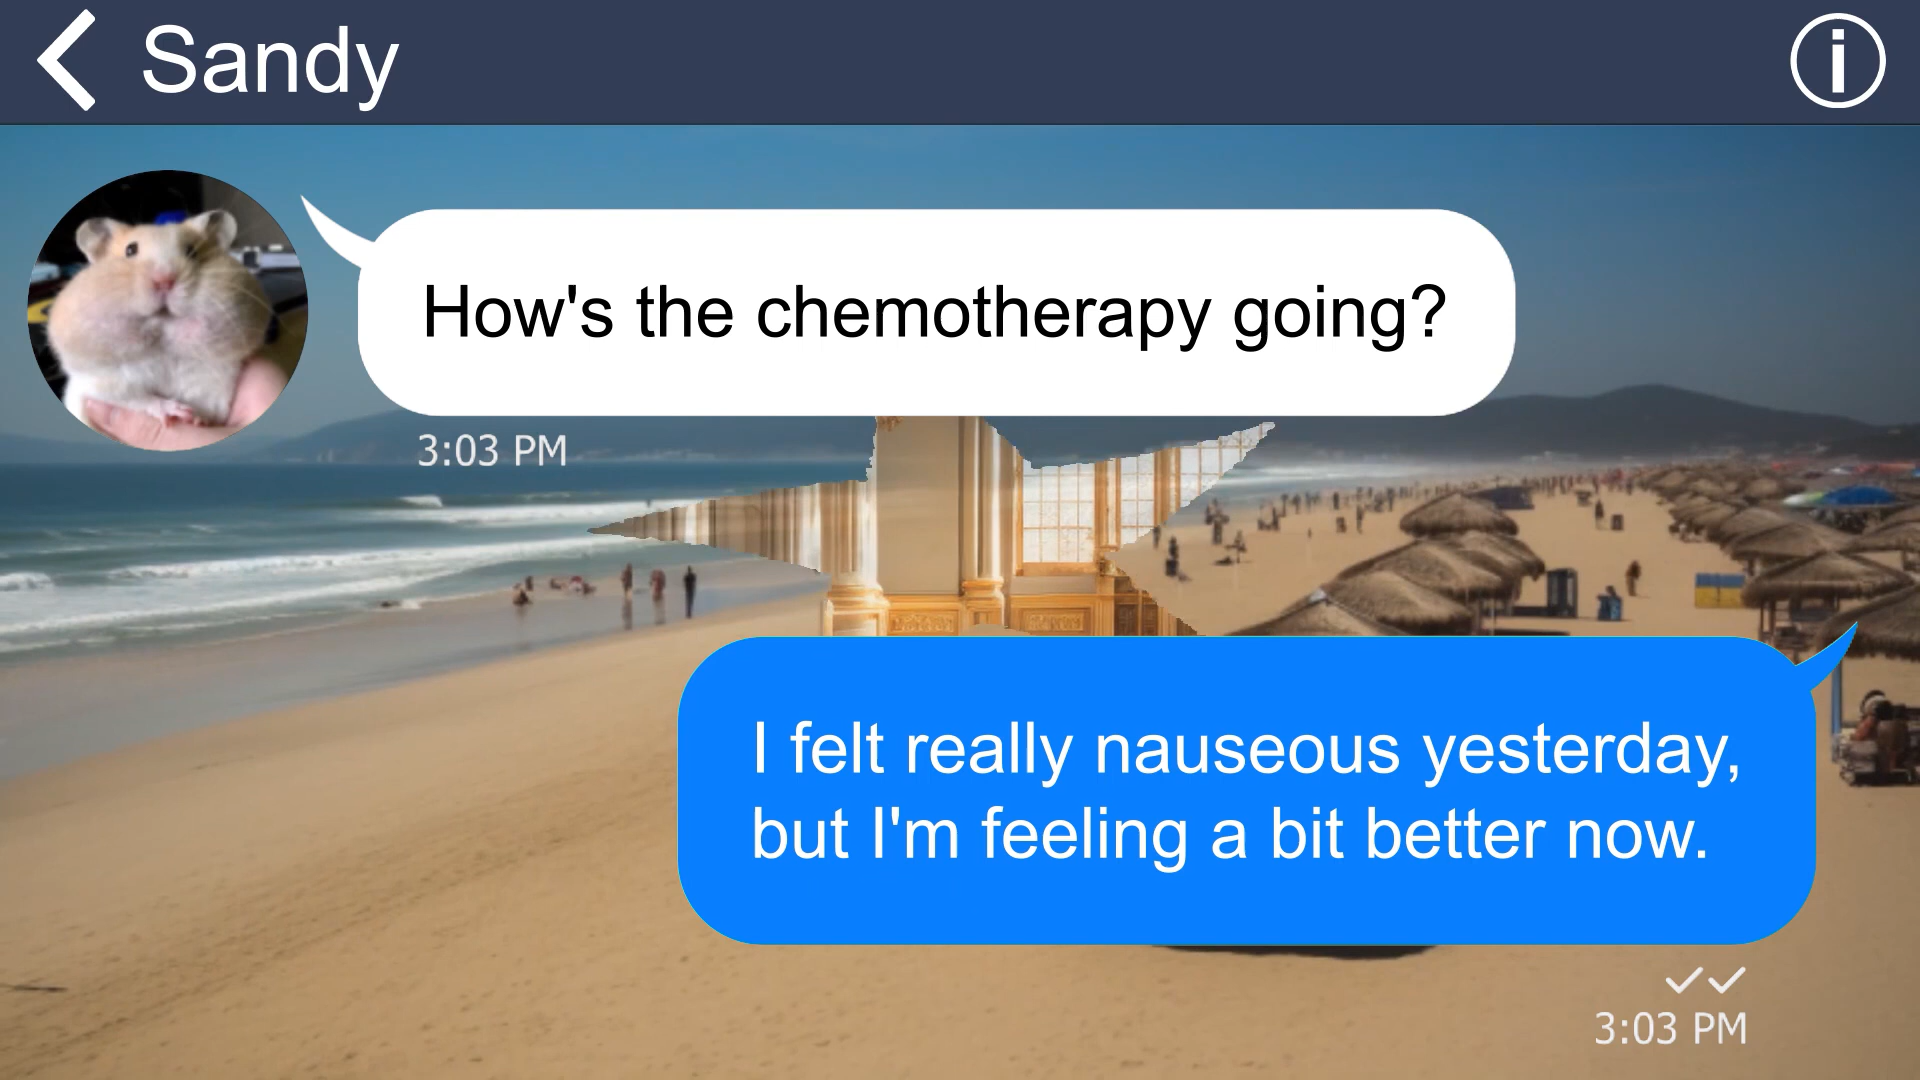 Sandy
How's the chemotherapy going?
3:03 PM
I felt really nauseous yesterday,
but I'm feeling a bit better now.
3:03 PM